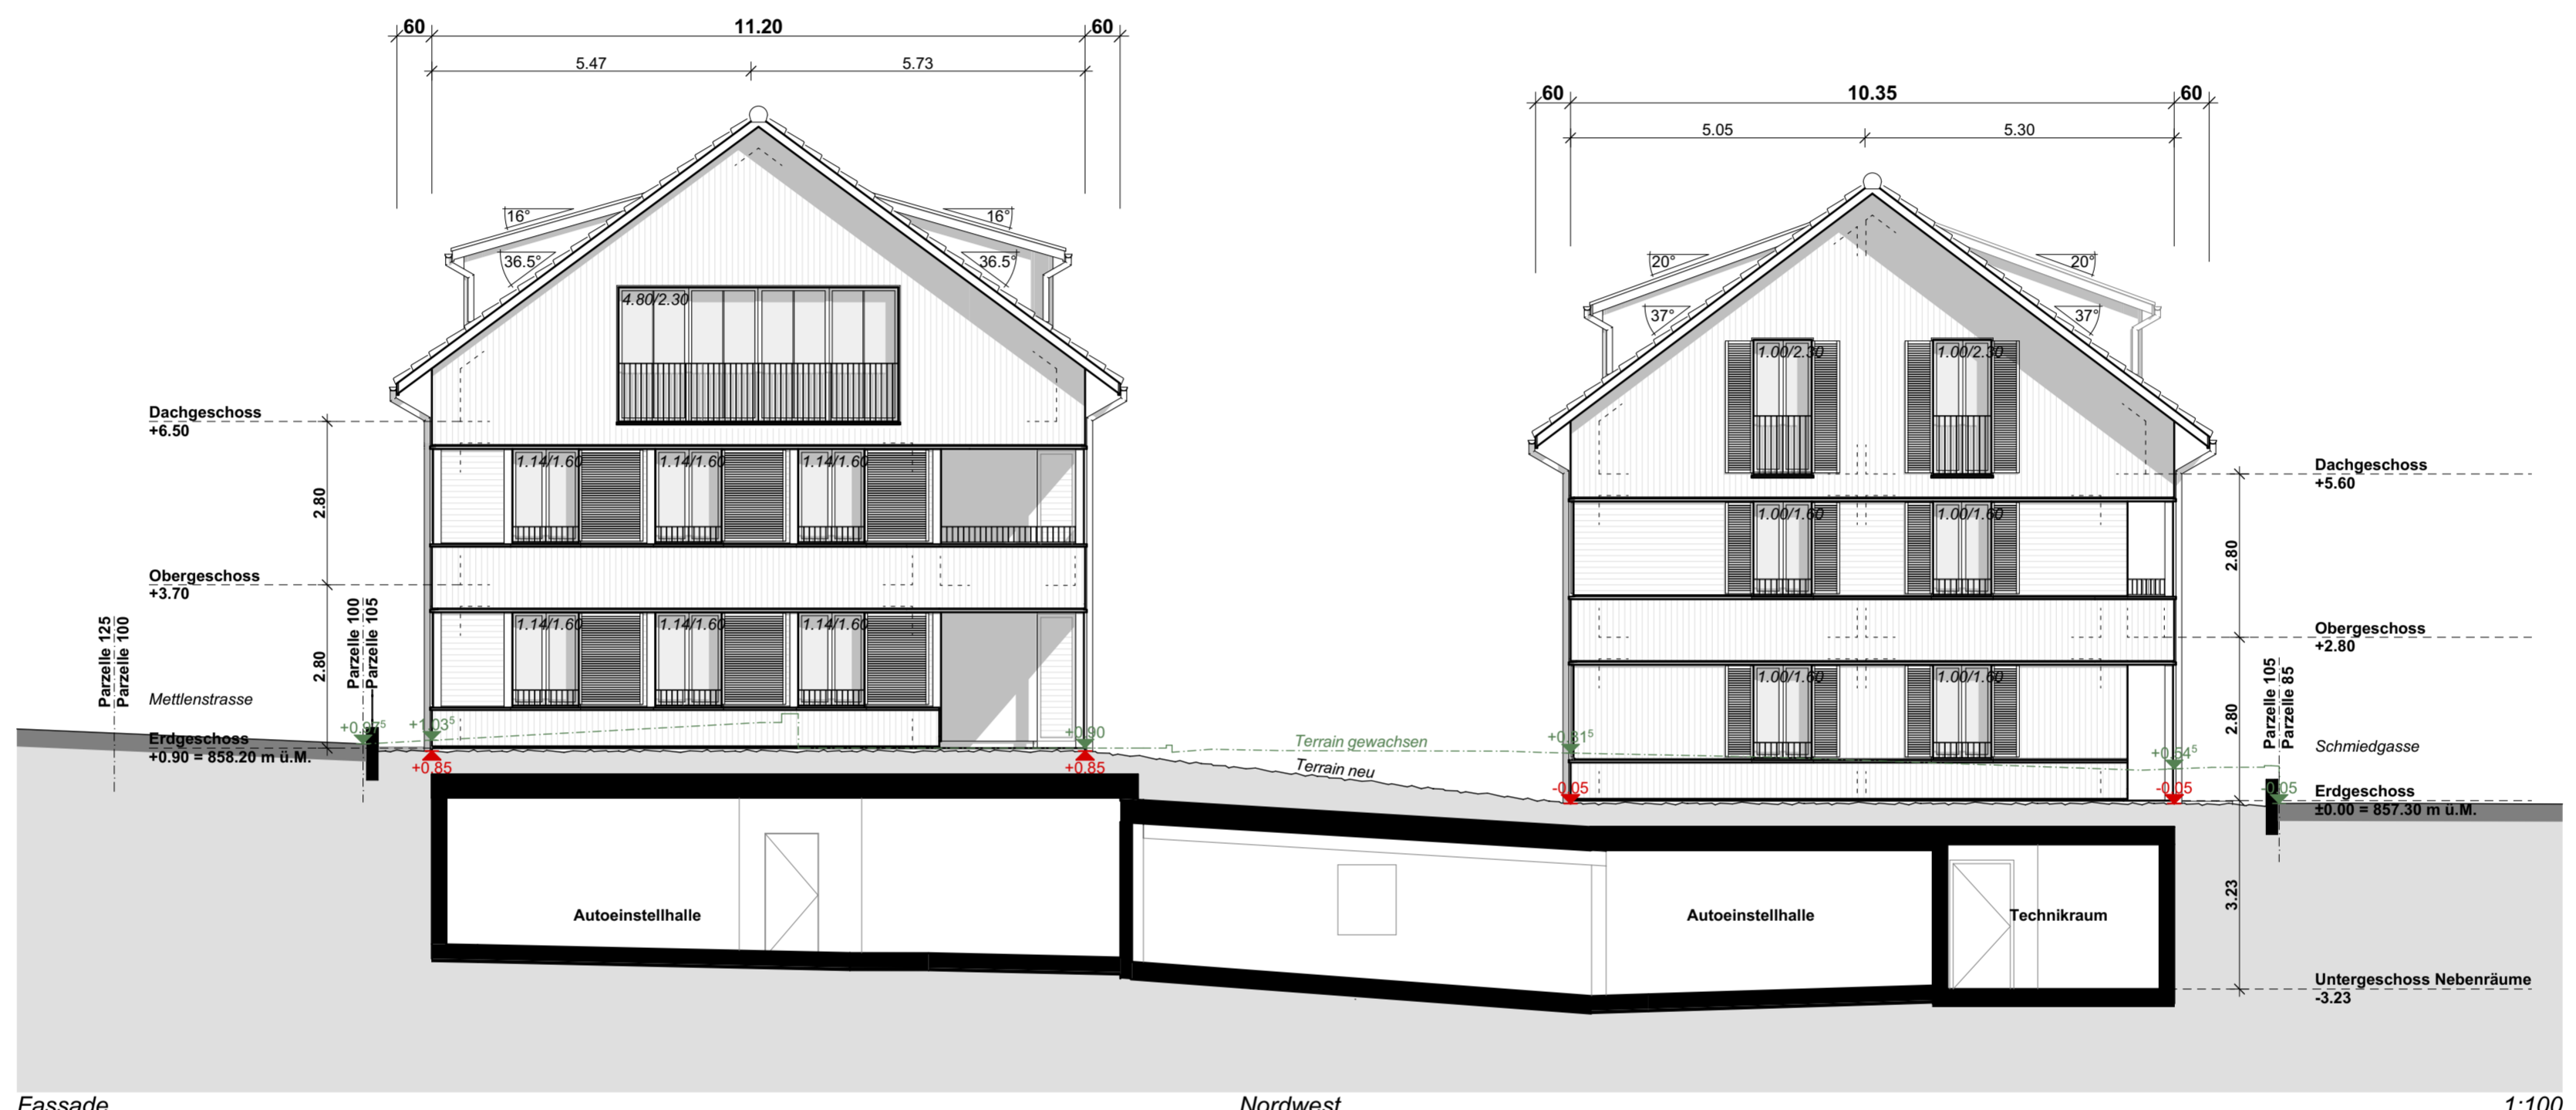 60 11.20 60
5.47 5.73
60 10.35 60
5.05 5.30
16° 16°
36.5° 36.5°
20° 20°
37° 37°
4.80/2.30
1.00/2.30 1.00/2.30
Dachgeschoss
+6.50
2.80
1.14/1.60 1.14/1.60 1.14/1.60
Dachgeschoss
+5.60
1.00/1.60 1.00/1.60
2.80
Obergeschoss
+3.70
2.80
1.14/1.60 1.14/1.60 1.14/1.60
Obergeschoss
+2.80
1.00/1.60 1.00/1.60
2.80
Parzelle 125
Parzelle 100
Parzelle 100
Parzelle 105
Parzelle 105
Parzelle 85
Mettlenstrasse
Schmiedgasse
+0.97⁵ +1.03⁵ +0.90
Erdgeschoss
+0.90 = 858.20 m ü.M.
+0.85 +0.85
Terrain gewachsen
Terrain neu
+0.31⁵ +0.54⁵
-0.05 -0.05 -0.05
Erdgeschoss
±0.00 = 857.30 m ü.M.
3.23
Autoeinstellhalle
Autoeinstellhalle
Technikraum
Untergeschoss Nebenräume
-3.23
Fassade Nordwest 1:100